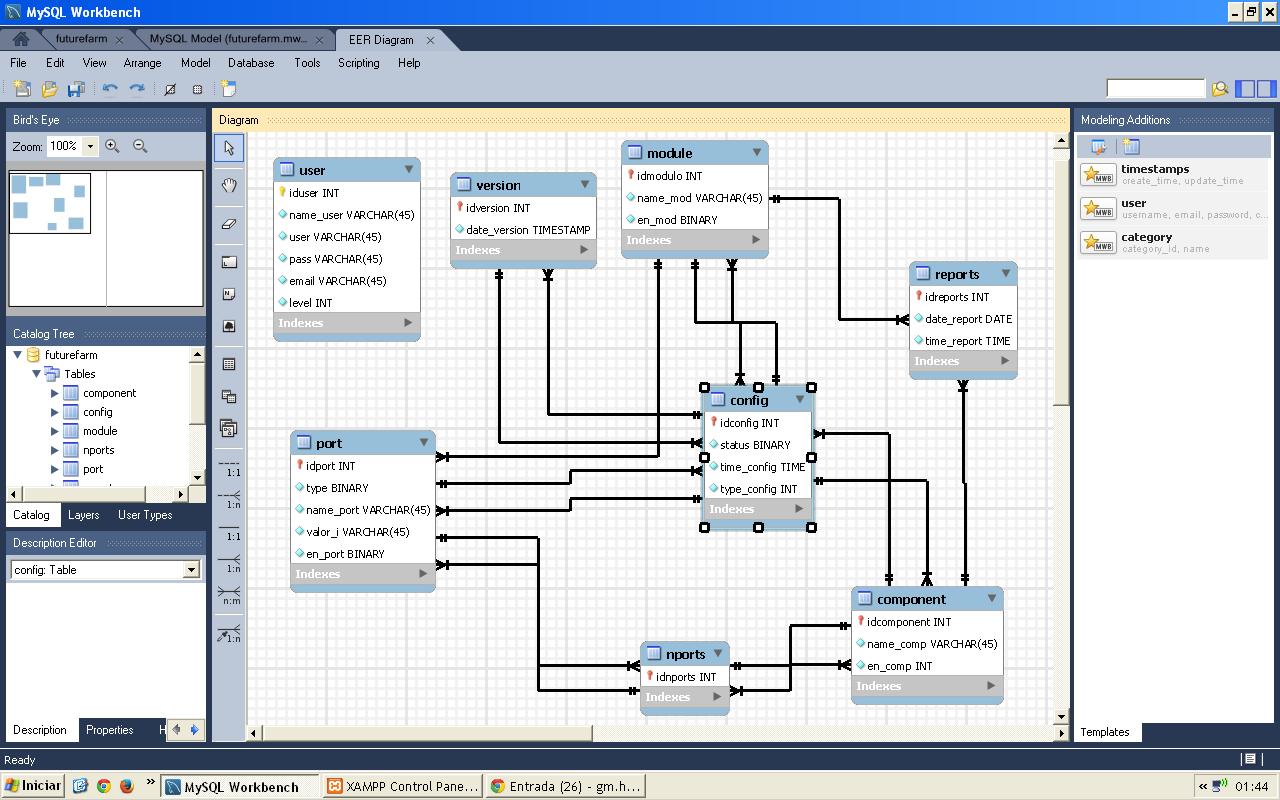 MySQL Workbench
futurefarm
MySQL Model (futurefarm.mw...
EER Diagram
File Edit View Arrange Model Database Tools Scripting Help
Bird's Eye
Zoom: 100%
Catalog Tree
futurefarm
Tables
component
config
module
nports
port
Catalog Layers User Types
Description Editor
config: Table
Description Properties H
Diagram
1:1
1:n
1:1
1:n
n:m
1:n
user
iduser INT
name_user VARCHAR(45)
user VARCHAR(45)
pass VARCHAR(45)
email VARCHAR(45)
level INT
Indexes
version
idversion INT
date_version TIMESTAMP
Indexes
module
idmodulo INT
name_mod VARCHAR(45)
en_mod BINARY
Indexes
reports
idreports INT
date_report DATE
time_report TIME
Indexes
config
idconfig INT
status BINARY
time_config TIME
type_config INT
Indexes
port
idport INT
type BINARY
name_port VARCHAR(45)
valor_i VARCHAR(45)
en_port BINARY
Indexes
nports
idnports INT
Indexes
component
idcomponent INT
name_comp VARCHAR(45)
en_comp INT
Indexes
Modeling Additions
MWB
timestamps
create_time, update_time
MWB
user
username, email, password, c...
MWB
category
category_id, name
Templates
Ready
Iniciar
»
MySQL Workbench
XAMPP Control Pane...
Entrada (26) - gm.h...
«
01:44